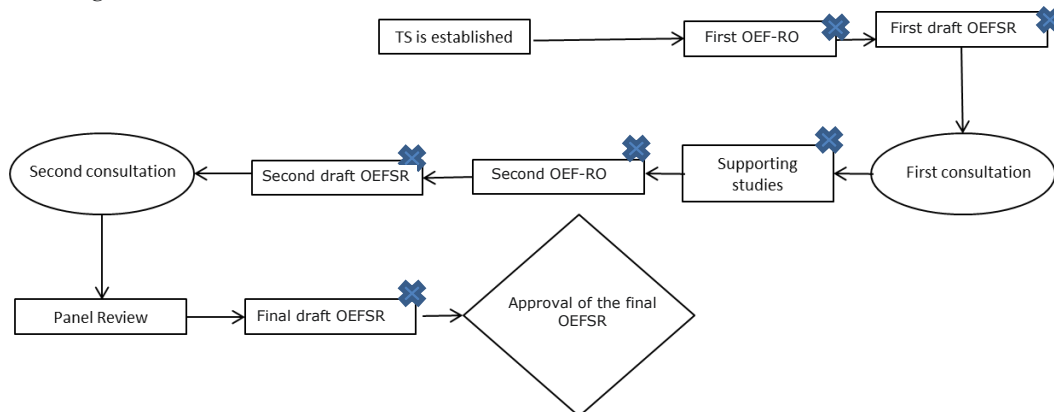 TS is established
First OEF-RO
First draft OEFSR
First consultation
Supporting
studies
Second OEF-RO
Second draft OEFSR
Second consultation
Panel Review
Final draft OEFSR
Approval of the final
OEFSR